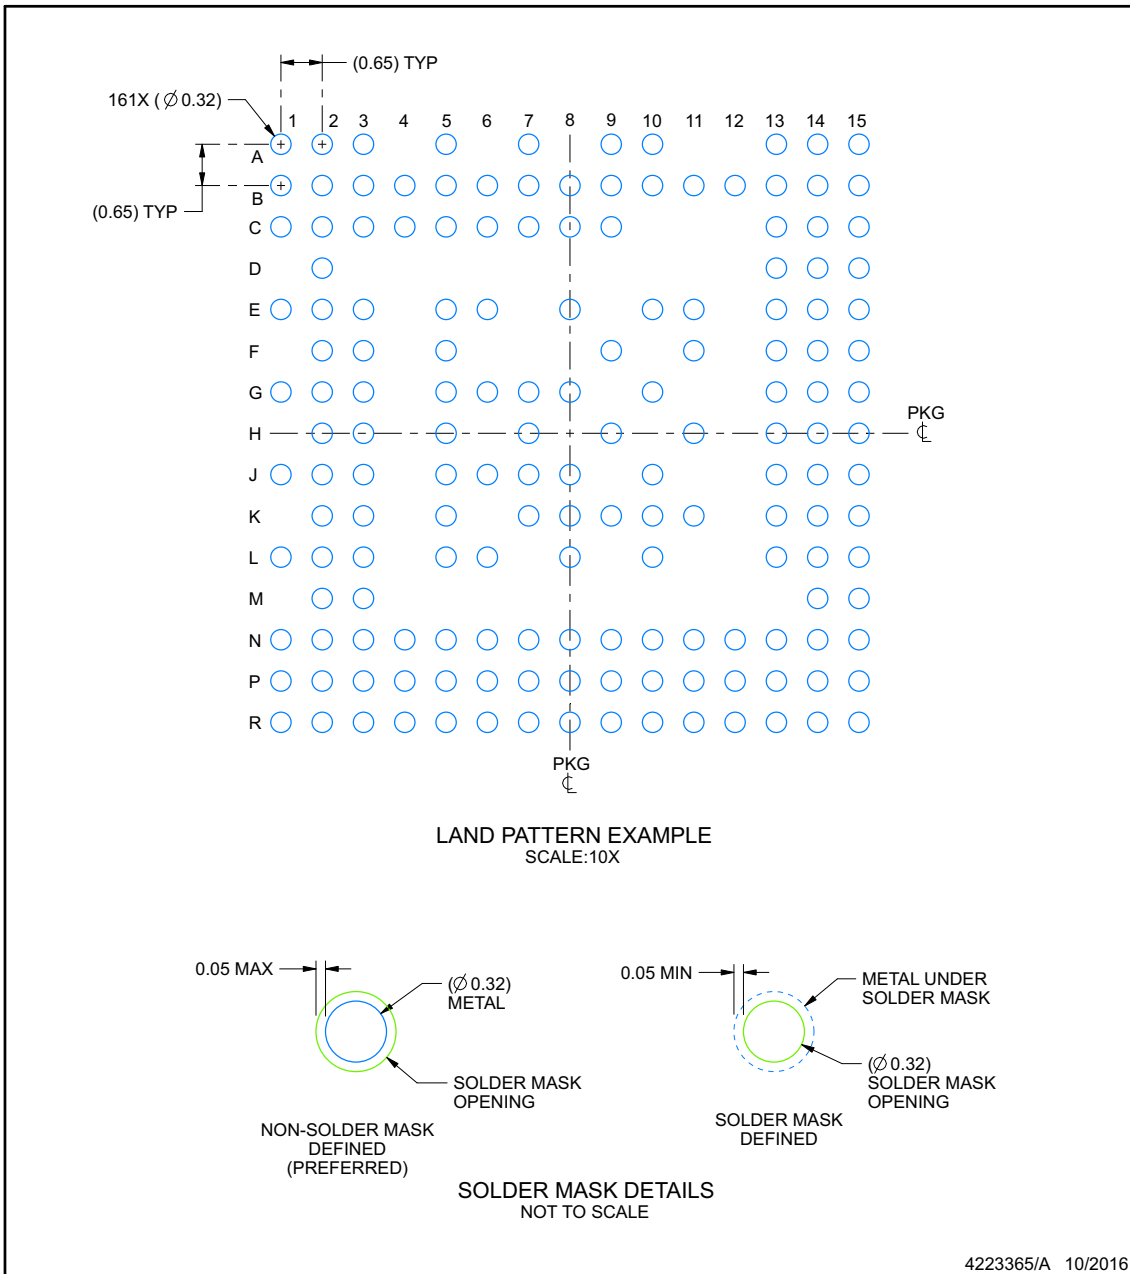 (0.65) TYP
161X (∅ 0.32)
1 2 3 4 5 6 7 8 9 10 11 12 13 14 15
A
(0.65) TYP
B
C
D
E
F
G
H
PKG
℄
J
K
L
M
N
P
R
PKG
℄
LAND PATTERN EXAMPLE
SCALE:10X
0.05 MAX
(∅ 0.32)
METAL
SOLDER MASK
OPENING
NON-SOLDER MASK
DEFINED
(PREFERRED)
0.05 MIN
METAL UNDER
SOLDER MASK
(∅ 0.32)
SOLDER MASK
OPENING
SOLDER MASK
DEFINED
SOLDER MASK DETAILS
NOT TO SCALE
4223365/A 10/2016